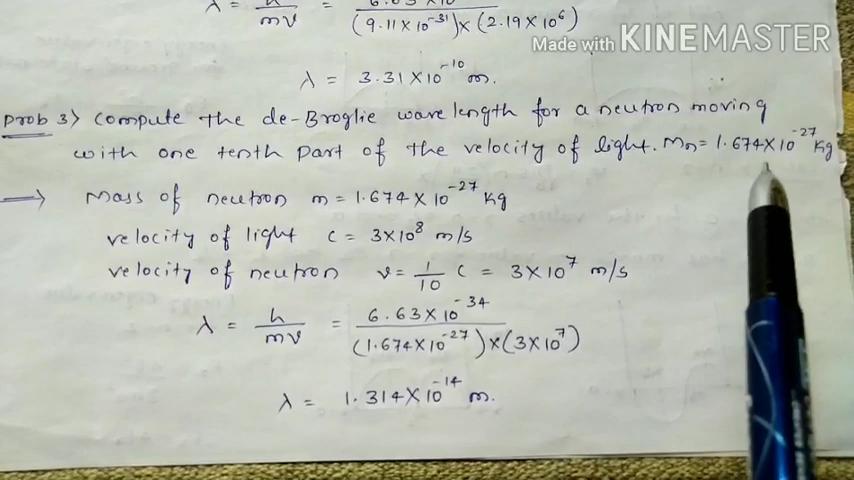 λ = h/mv = 6.63×10 / (9.11×10⁻³¹)×(2.19×10⁶)
Made with KINEMASTER
λ = 3.31×10⁻¹⁰ m.
Prob 3> Compute the de-Broglie wavelength for a neutron moving
with one tenth part of the velocity of light. Mn = 1.674×10⁻²⁷ kg
→ Mass of neutron m = 1.674×10⁻²⁷ kg
velocity of light c = 3×10⁸ m/s
velocity of neutron v = 1/10 c = 3×10⁷ m/s
λ = h/mv = 6.63×10⁻³⁴ / (1.674×10⁻²⁷)×(3×10⁷)
λ = 1.314×10⁻¹⁴ m.